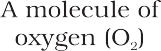 A molecule of
oxygen (O₂)